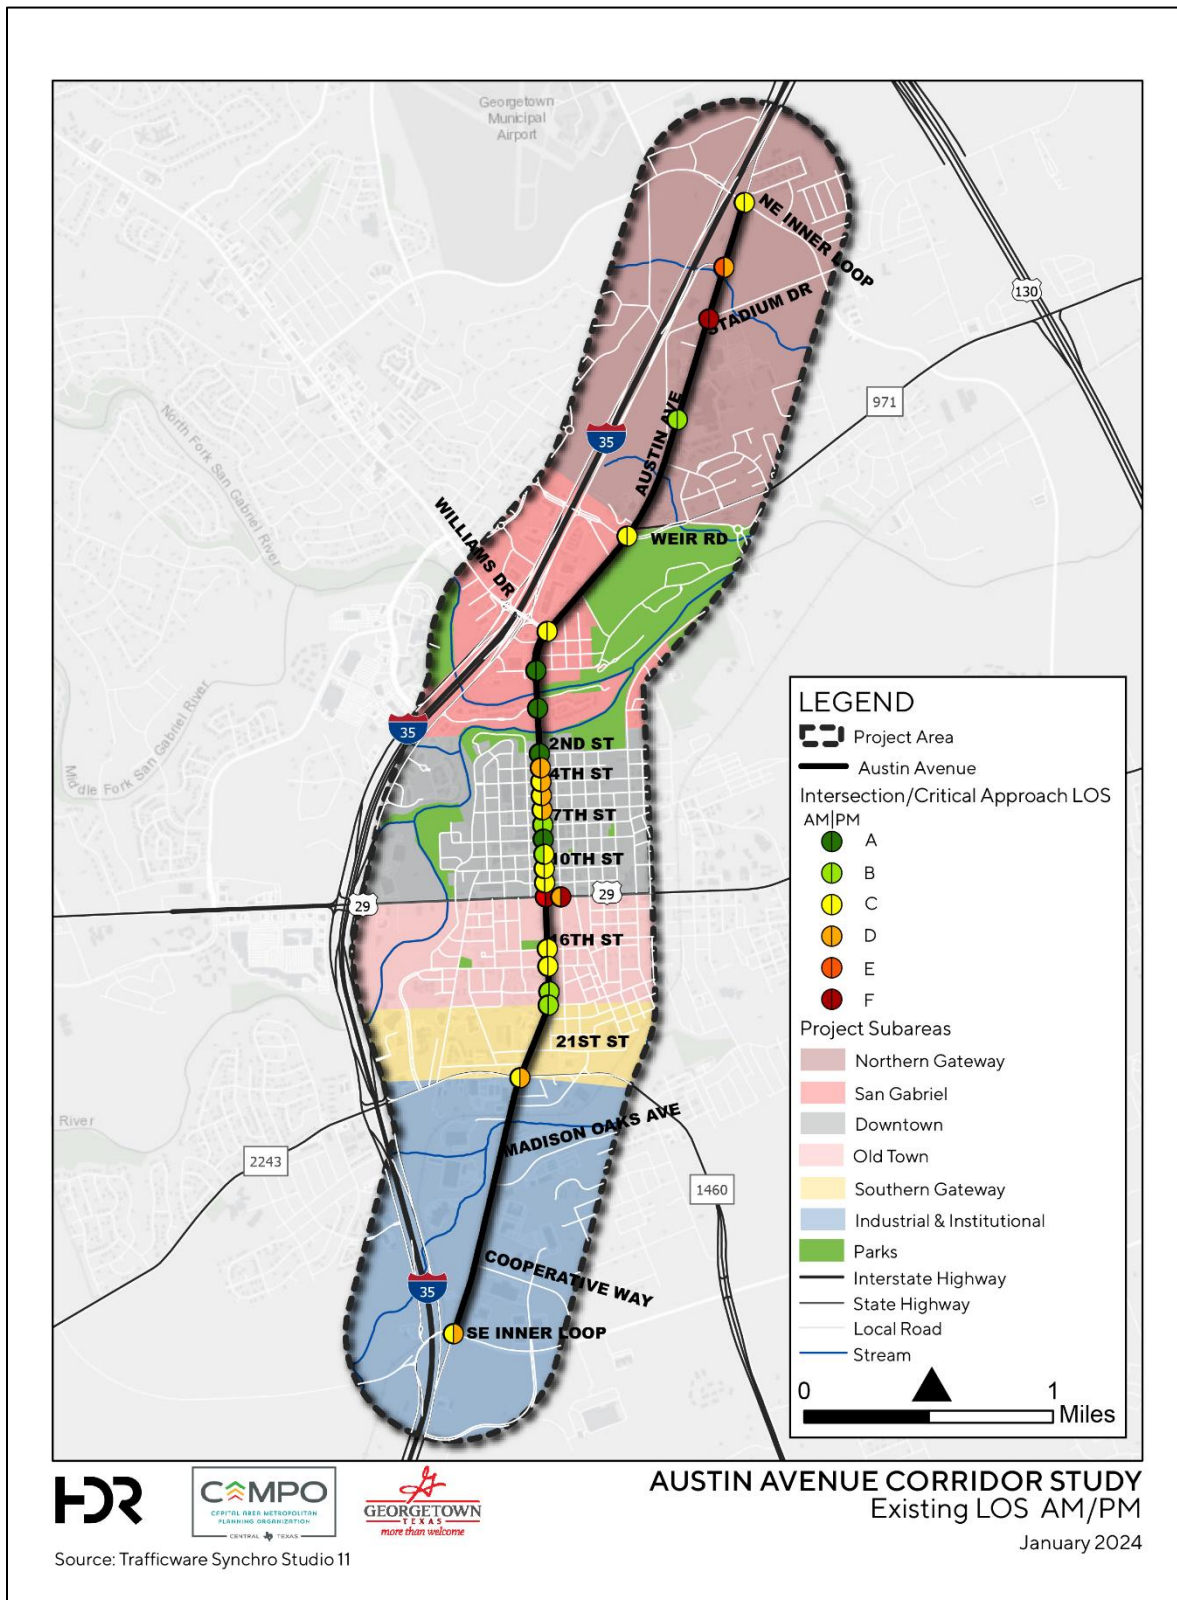 Georgetown
Municipal
Airport
NE INNER LOOP
130
STADIUM DR
971
North Fork San Gabriel River
35
AUSTIN AVE
WILLIAMS DR
WEIR RD
Middle Fork San Gabriel River
35
2ND ST
4TH ST
7TH ST
10TH ST
29
29
16TH ST
21ST ST
River
MADISON OAKS AVE
2243
1460
COOPERATIVE WAY
35
SE INNER LOOP
LEGEND
Project Area
Austin Avenue
Intersection/Critical Approach LOS
AM|PM
A
B
C
D
E
F
Project Subareas
Northern Gateway
San Gabriel
Downtown
Old Town
Southern Gateway
Industrial & Institutional
Parks
Interstate Highway
State Highway
Local Road
Stream
0 1
Miles
HDR
CAMPO
CAPITAL AREA METROPOLITAN
PLANNING ORGANIZATION
CENTRAL TEXAS
G
GEORGETOWN
TEXAS
more than welcome
AUSTIN AVENUE CORRIDOR STUDY
Existing LOS AM/PM
January 2024
Source: Trafficware Synchro Studio 11